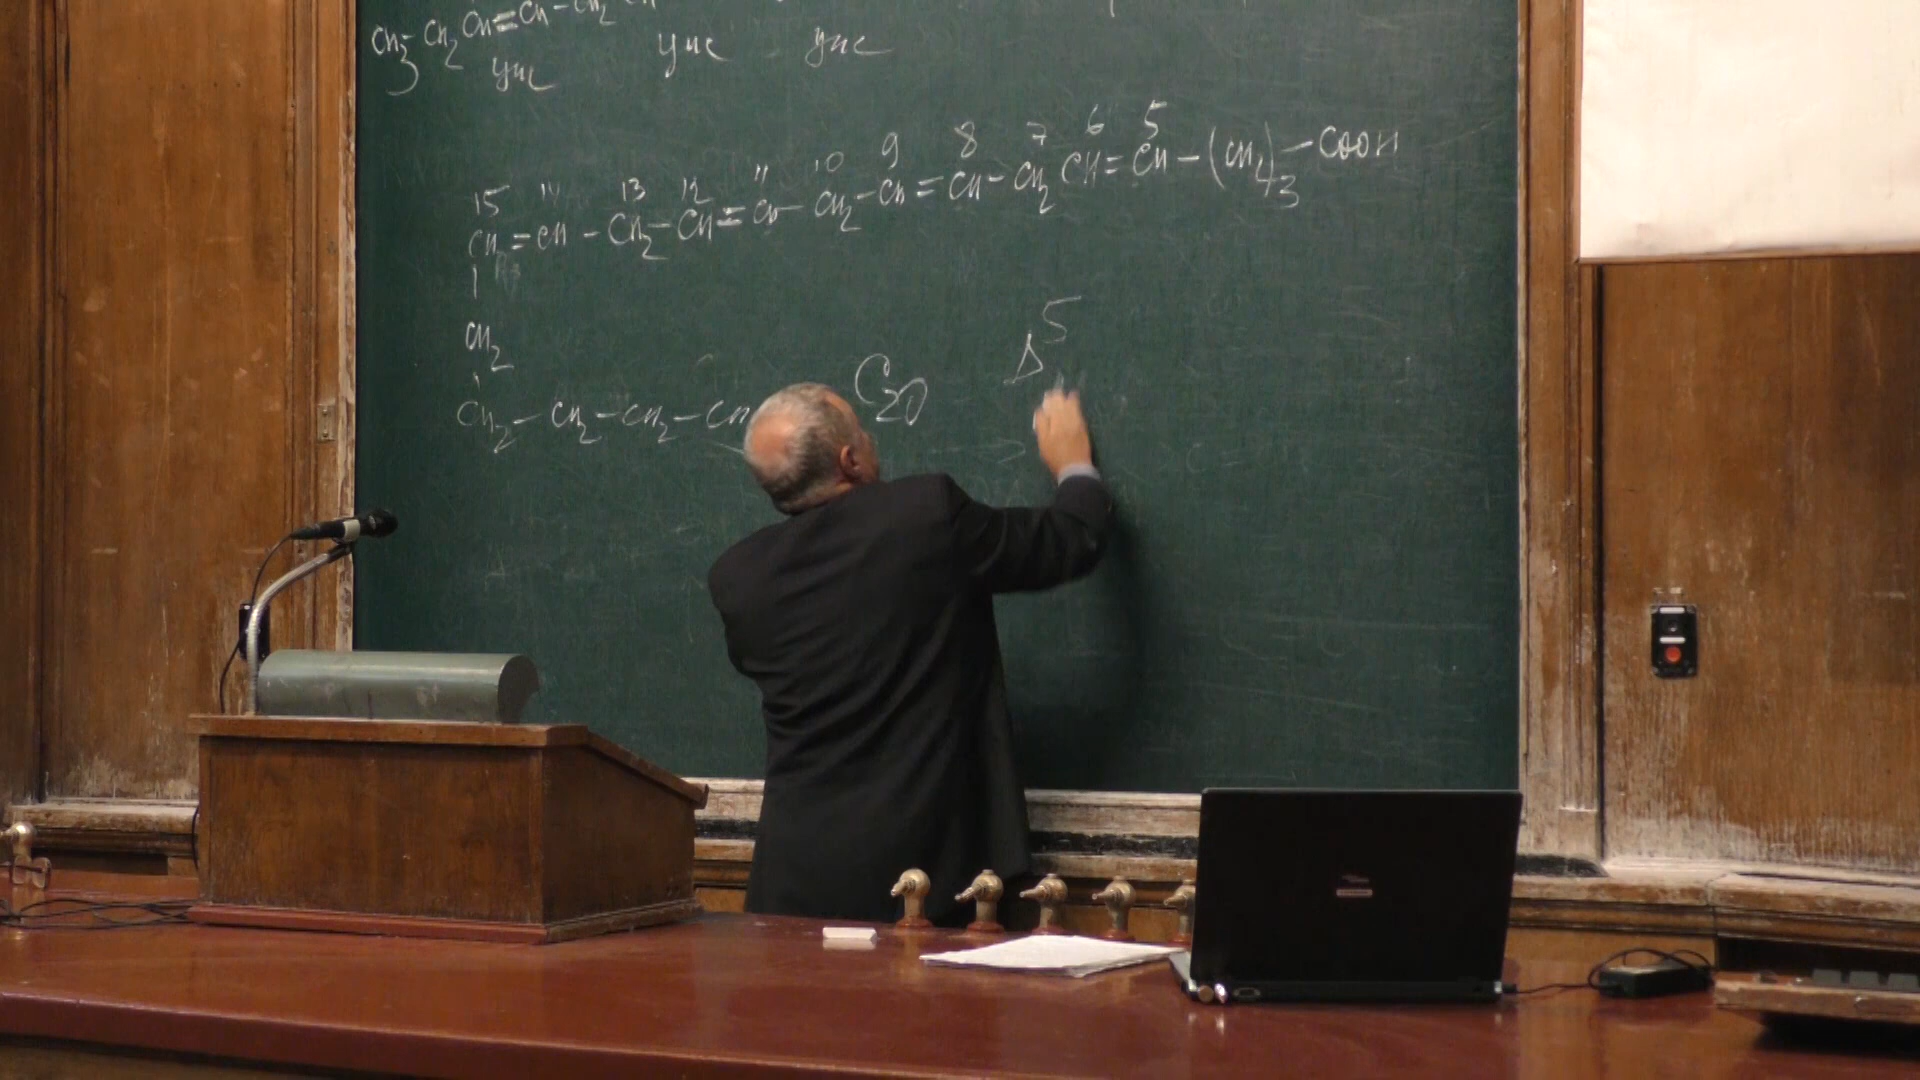 CH3-CH2 CH=CH-CH2 CH
цис цис цис
15 14 13 12 11 10 9 8 7 6 5
CH=CH-CH2-CH=CH-CH2-CH=CH-CH2 CH=CH-(CH2)3-COOH
CH2
CH2-CH2-CH2-CH
C20
Δ5